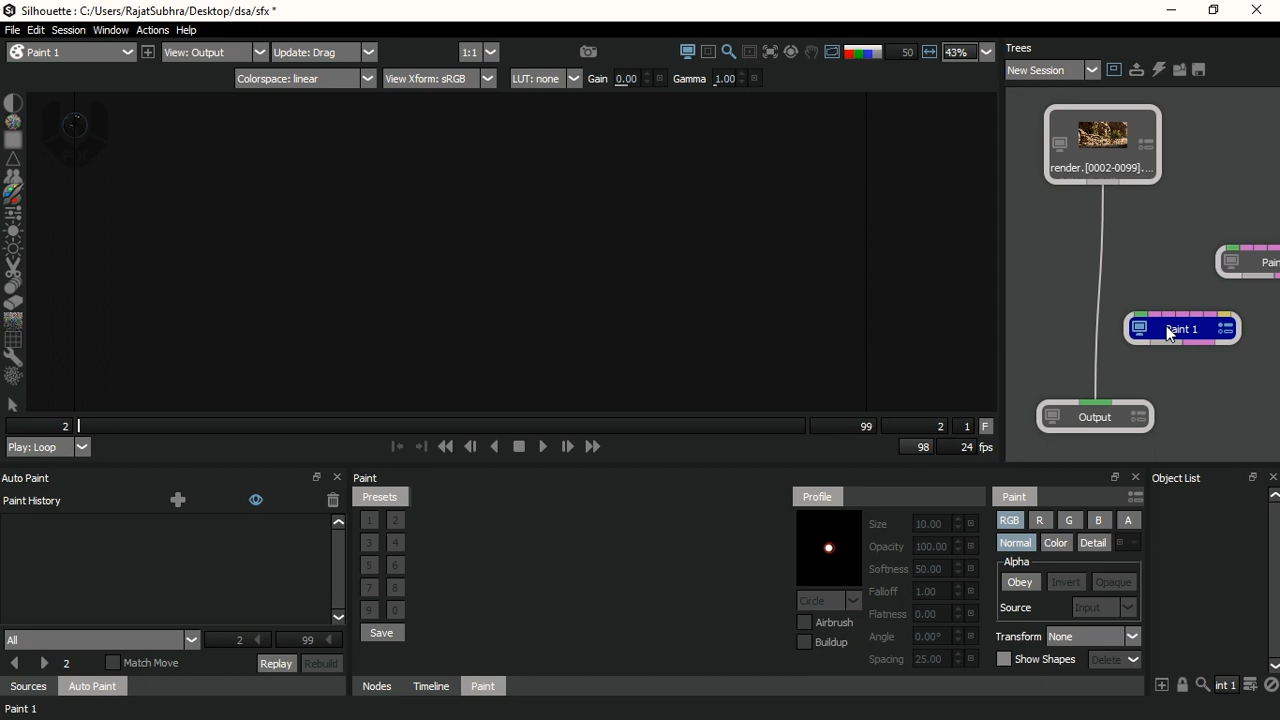 Silhouette : C:/Users/RajatSubhra/Desktop/dsa/sfx *
File Edit Session Window Actions Help
Paint 1 View: Output Update: Drag 1:1 50 43%
Colorspace: linear View Xform: sRGB LUT: none Gain 0.00 Gamma 1.00
Trees
New Session
render.[0002-0099]....
Pain
Paint 1
Output
2 99 2 1 F
Play: Loop 98 24 fps
Auto Paint
Paint History
All 2 99
2 Match Move Replay Rebuild
Sources Auto Paint
Paint
Presets
1 2
3 4
5 6
7 8
9 0
Save
Nodes Timeline Paint
Profile
Circle
Airbrush
Buildup
Size 10.00
Opacity 100.00
Softness 50.00
Falloff 1.00
Flatness 0.00
Angle 0.00°
Spacing 25.00
Paint
RGB R G B A
Normal Color Detail
Alpha
Obey Invert Opaque
Source Input
Transform None
Show Shapes Delete
Object List
int 1
Paint 1